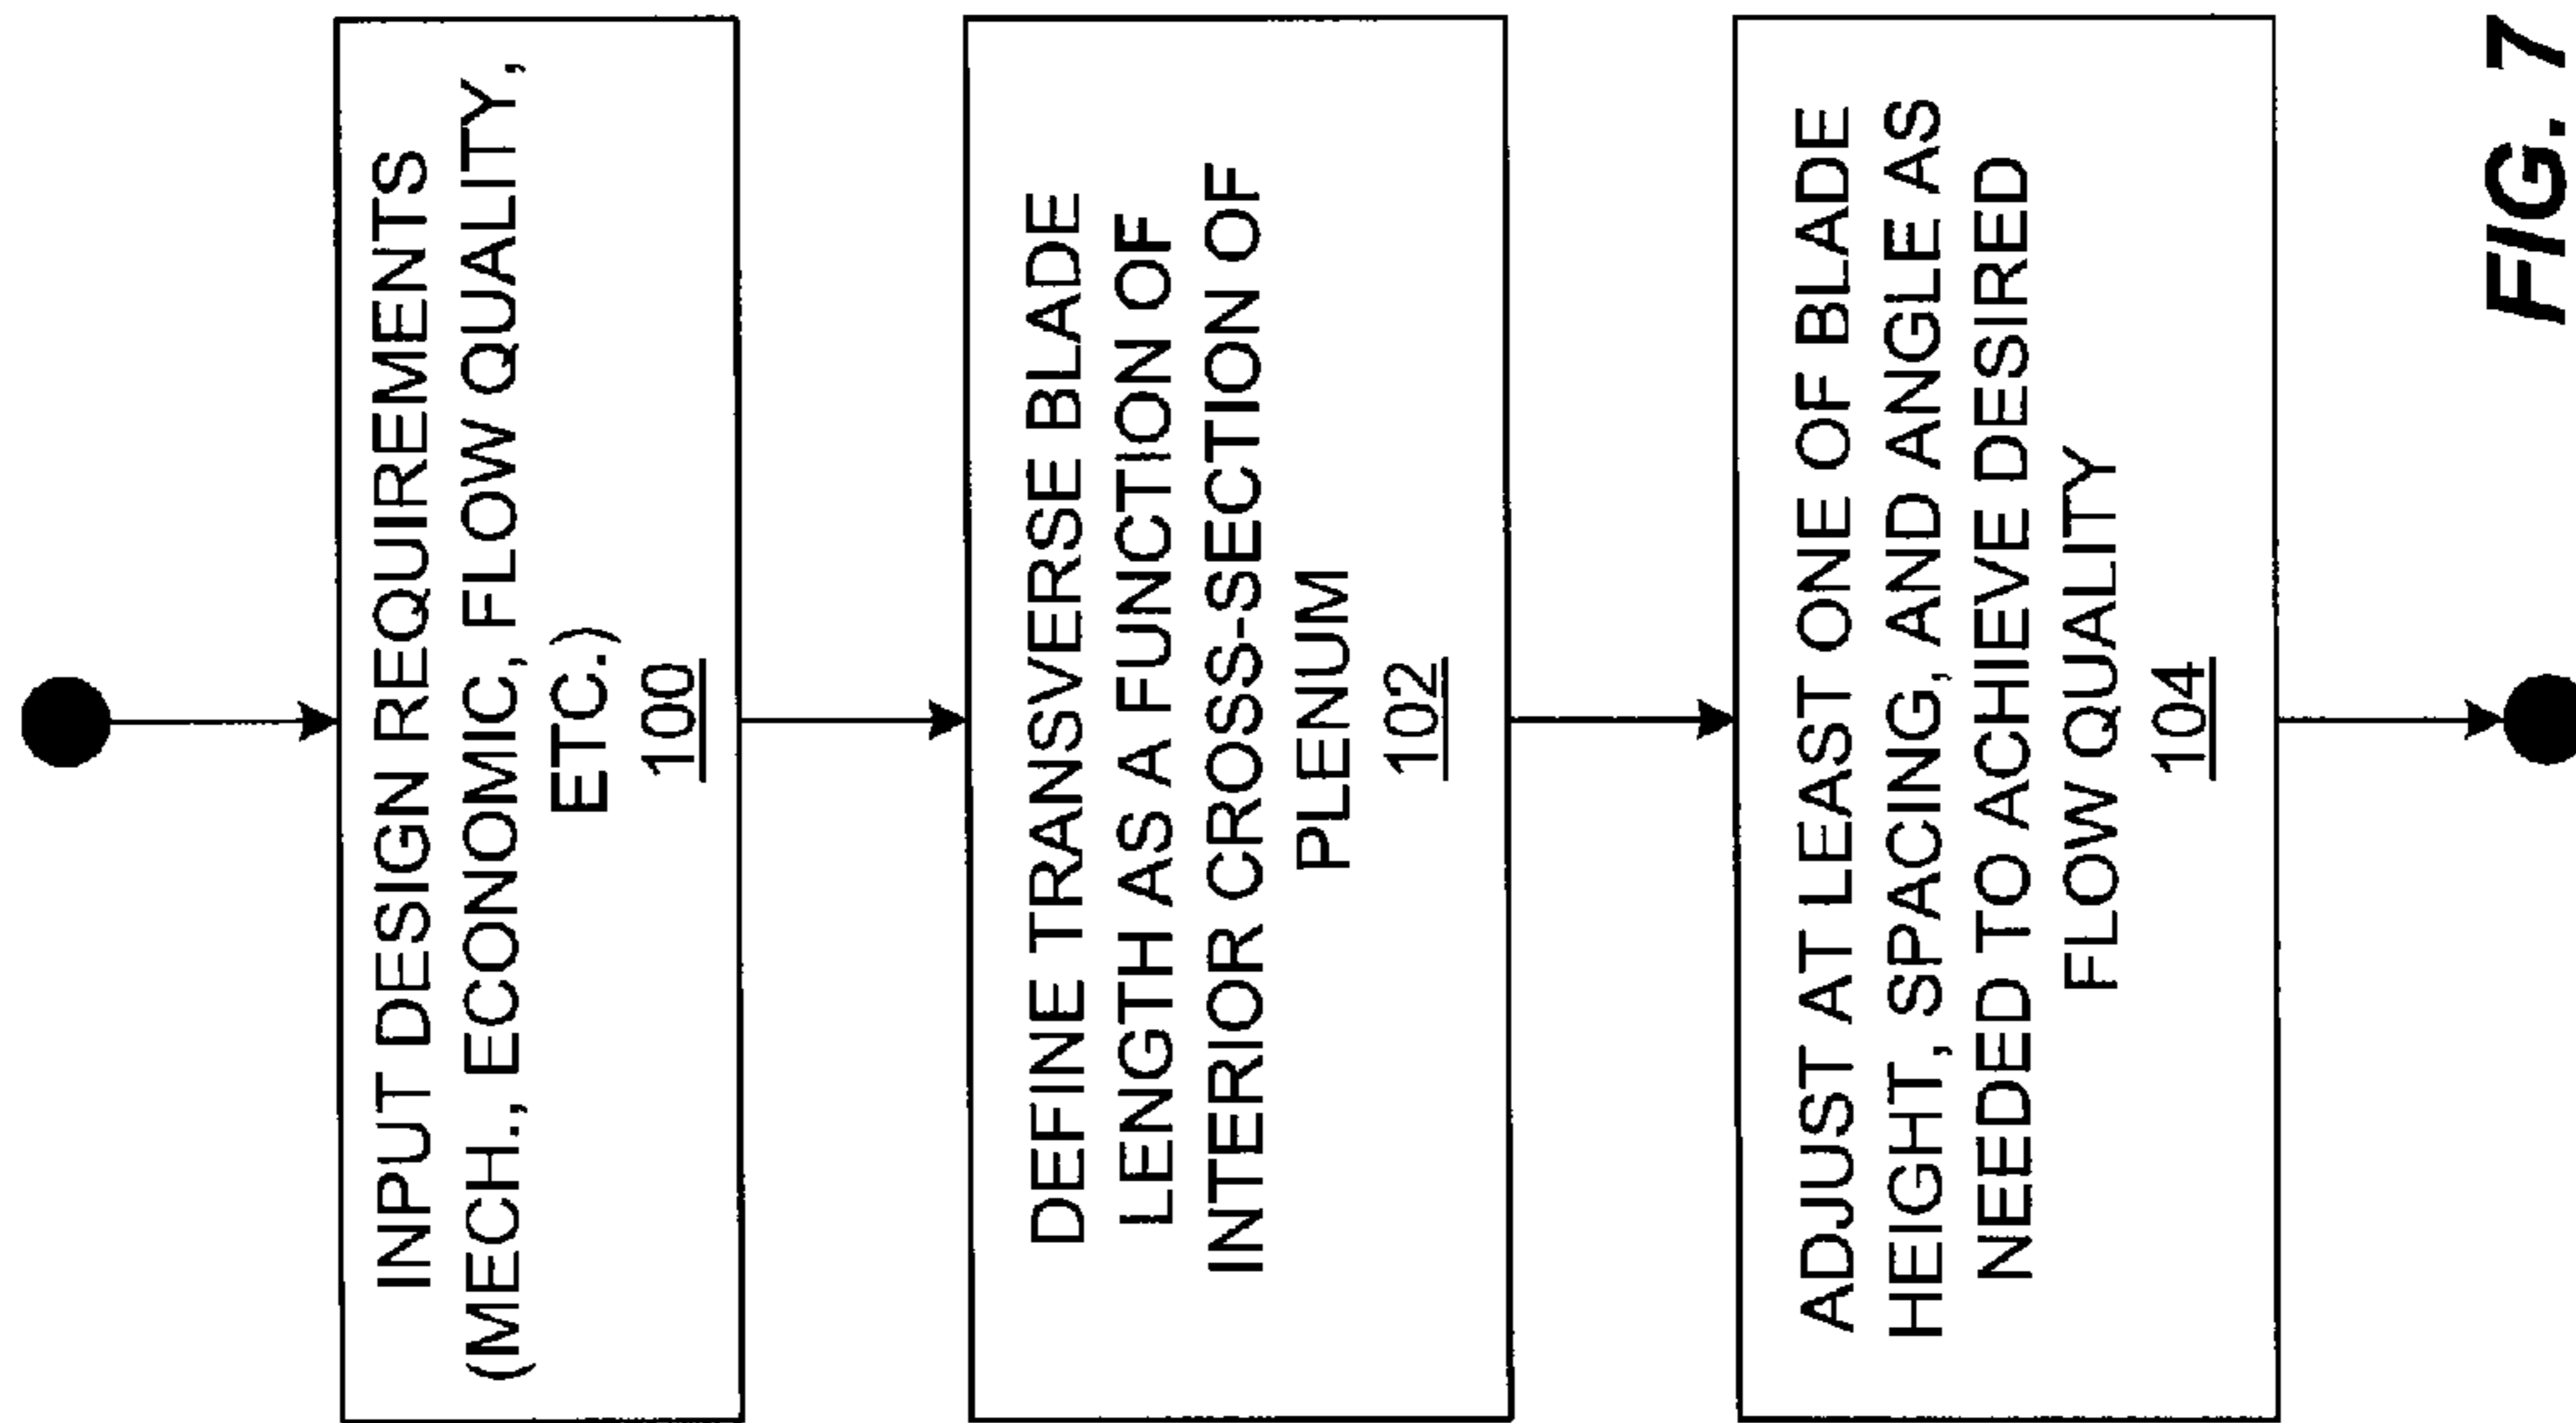 INPUT DESIGN REQUIREMENTS
(MECH., ECONOMIC, FLOW QUALITY,
ETC.)
100
DEFINE TRANSVERSE BLADE
LENGTH AS A FUNCTION OF
INTERIOR CROSS-SECTION OF
PLENUM
102
ADJUST AT LEAST ONE OF BLADE
HEIGHT, SPACING, AND ANGLE AS
NEEDED TO ACHIEVE DESIRED
FLOW QUALITY
104
FIG. 7